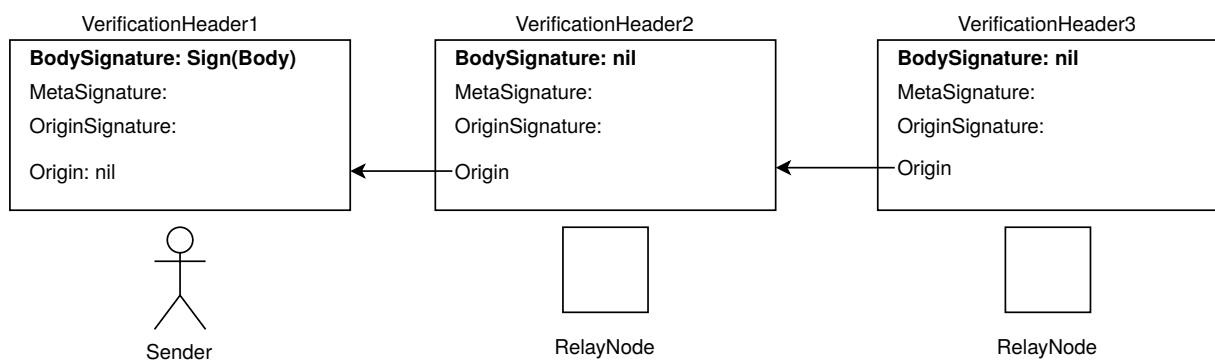 VerificationHeader1
BodySignature: Sign(Body)
MetaSignature:
OriginSignature:
Origin: nil
Sender
VerificationHeader2
BodySignature: nil
MetaSignature:
OriginSignature:
Origin
RelayNode
VerificationHeader3
BodySignature: nil
MetaSignature:
OriginSignature:
Origin
RelayNode